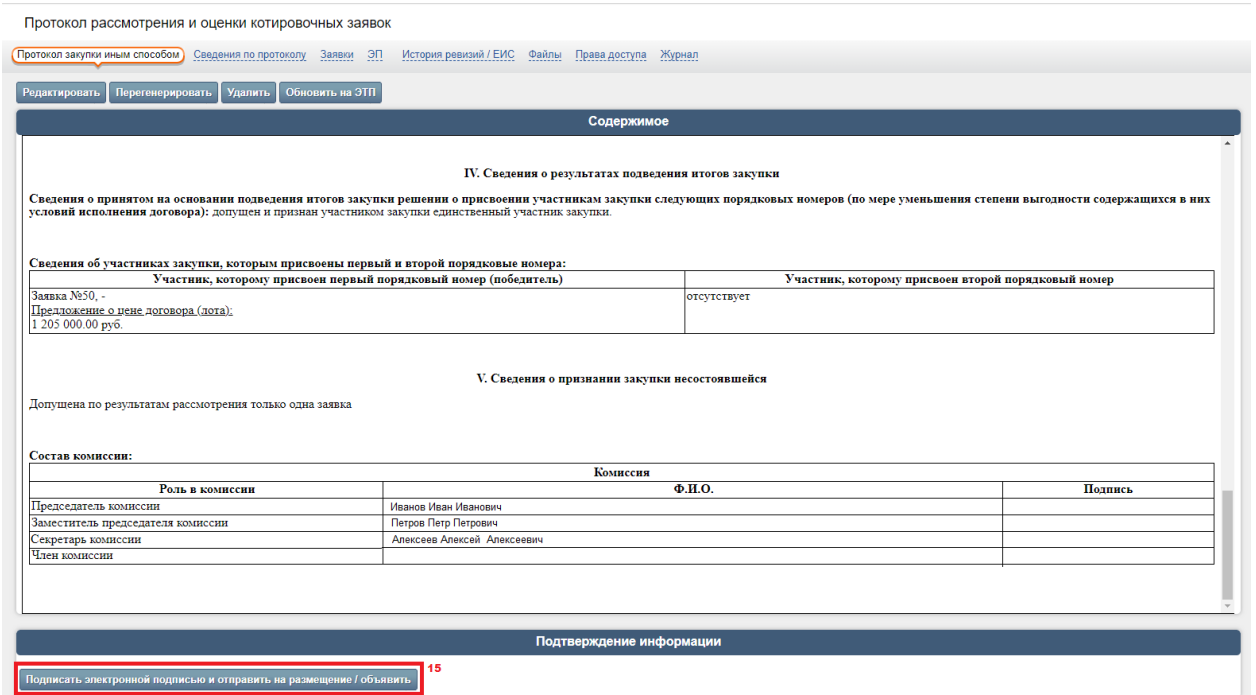 Протокол рассмотрения и оценки котировочных заявок
Протокол закупки иным способом Сведения по протоколу Заявки ЭП История ревизий / ЕИС Файлы Права доступа Журнал
Редактировать Перегенерировать Удалить Обновить на ЭТП
Содержимое
IV. Сведения о результатах подведения итогов закупки
Сведения о принятом на основании подведения итогов закупки решении о присвоении участникам закупки следующих порядковых номеров (по мере уменьшения степени выгодности содержащихся в них
условий исполнения договора): допущен и признан участником закупки единственный участник закупки.
Сведения об участниках закупки, которым присвоены первый и второй порядковые номера:
Участник, которому присвоен первый порядковый номер (победитель) Участник, которому присвоен второй порядковый номер
Заявка №50, - отсутствует
Предложение о цене договора (лота):
1 205 000.00 руб.
V. Сведения о признании закупки несостоявшейся
Допущена по результатам рассмотрения только одна заявка
Состав комиссии:
Комиссия
Роль в комиссии Ф.И.О. Подпись
Председатель комиссии Иванов Иван Иванович
Заместитель председателя комиссии Петров Петр Петрович
Секретарь комиссии Алексеев Алексей Алексеевич
Член комиссии
Подтверждение информации
Подписать электронной подписью и отправить на размещение / объявить 15